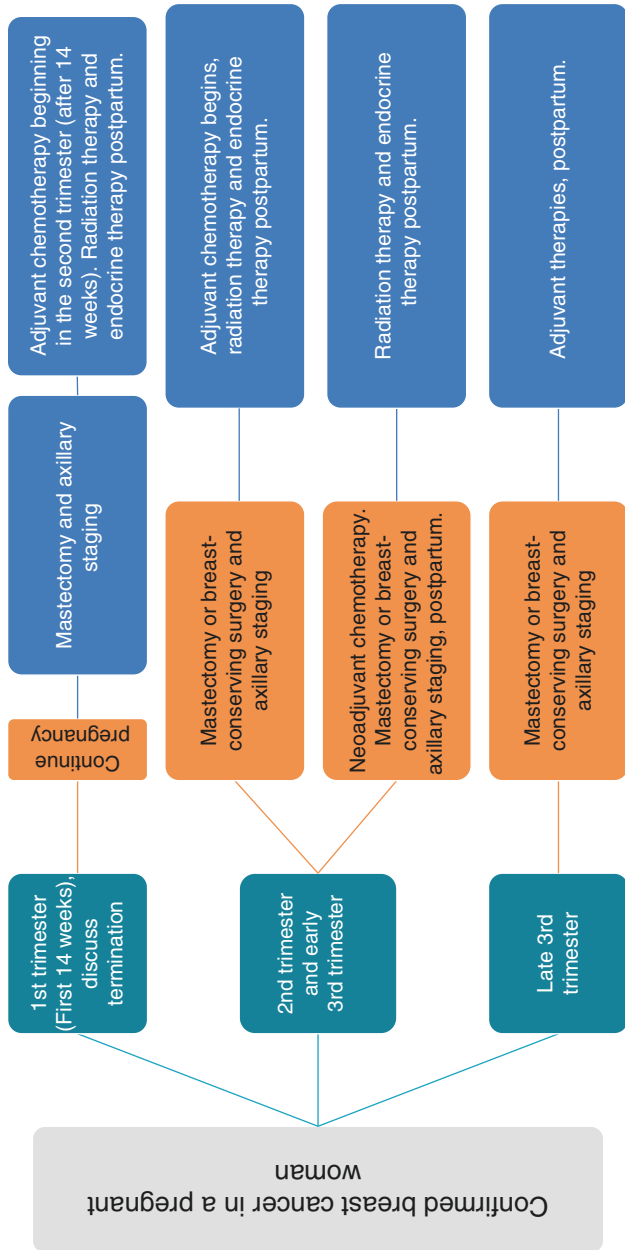 Confirmed breast cancer in a pregnant
woman
1st trimester
(First 14 weeks),
discuss
termination
Continue
pregnancy
Mastectomy and axillary
staging
Adjuvant chemotherapy beginning
in the second trimester (after 14
weeks). Radiation therapy and
endocrine therapy postpartum.
2nd trimester
and early
3rd trimester
Mastectomy or breast-
conserving surgery and
axillary staging
Adjuvant chemotherapy begins,
radiation therapy and endocrine
therapy postpartum.
Neoadjuvant chemotherapy.
Mastectomy or breast-
conserving surgery and
axillary staging, postpartum.
Radiation therapy and endocrine
therapy postpartum.
Late 3rd
trimester
Mastectomy or breast-
conserving surgery and
axillary staging
Adjuvant therapies, postpartum.